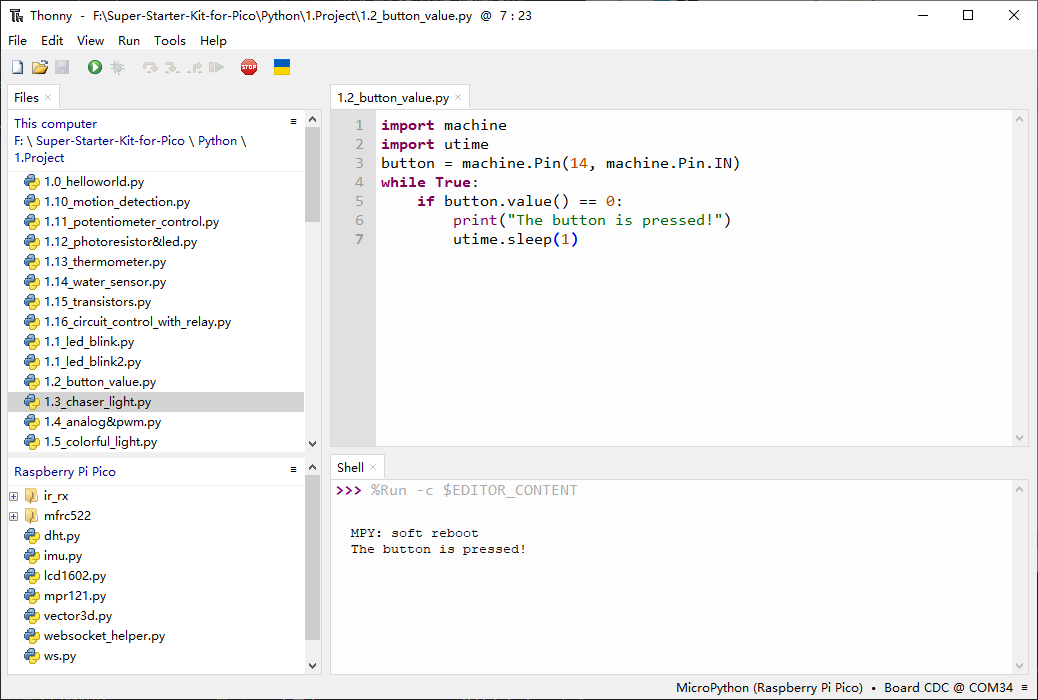 Thonny - F:\Super-Starter-Kit-for-Pico\Python\1.Project\1.2_button_value.py @ 7 : 23
File Edit View Run Tools Help
STOP
Files ×
This computer ≡
F: \ Super-Starter-Kit-for-Pico \ Python \
1.Project
1.0_helloworld.py
1.10_motion_detection.py
1.11_potentiometer_control.py
1.12_photoresistor&led.py
1.13_thermometer.py
1.14_water_sensor.py
1.15_transistors.py
1.16_circuit_control_with_relay.py
1.1_led_blink.py
1.1_led_blink2.py
1.2_button_value.py
1.3_chaser_light.py
1.4_analog&pwm.py
1.5_colorful_light.py
Raspberry Pi Pico ≡
ir_rx
mfrc522
dht.py
imu.py
lcd1602.py
mpr121.py
vector3d.py
websocket_helper.py
ws.py
1.2_button_value.py ×
1 import machine
2 import utime
3 button = machine.Pin(14, machine.Pin.IN)
4 while True:
5     if button.value() == 0:
6         print("The button is pressed!")
7         utime.sleep(1)
Shell ×
>>> %Run -c $EDITOR_CONTENT
MPY: soft reboot
The button is pressed!
MicroPython (Raspberry Pi Pico) • Board CDC @ COM34 ≡